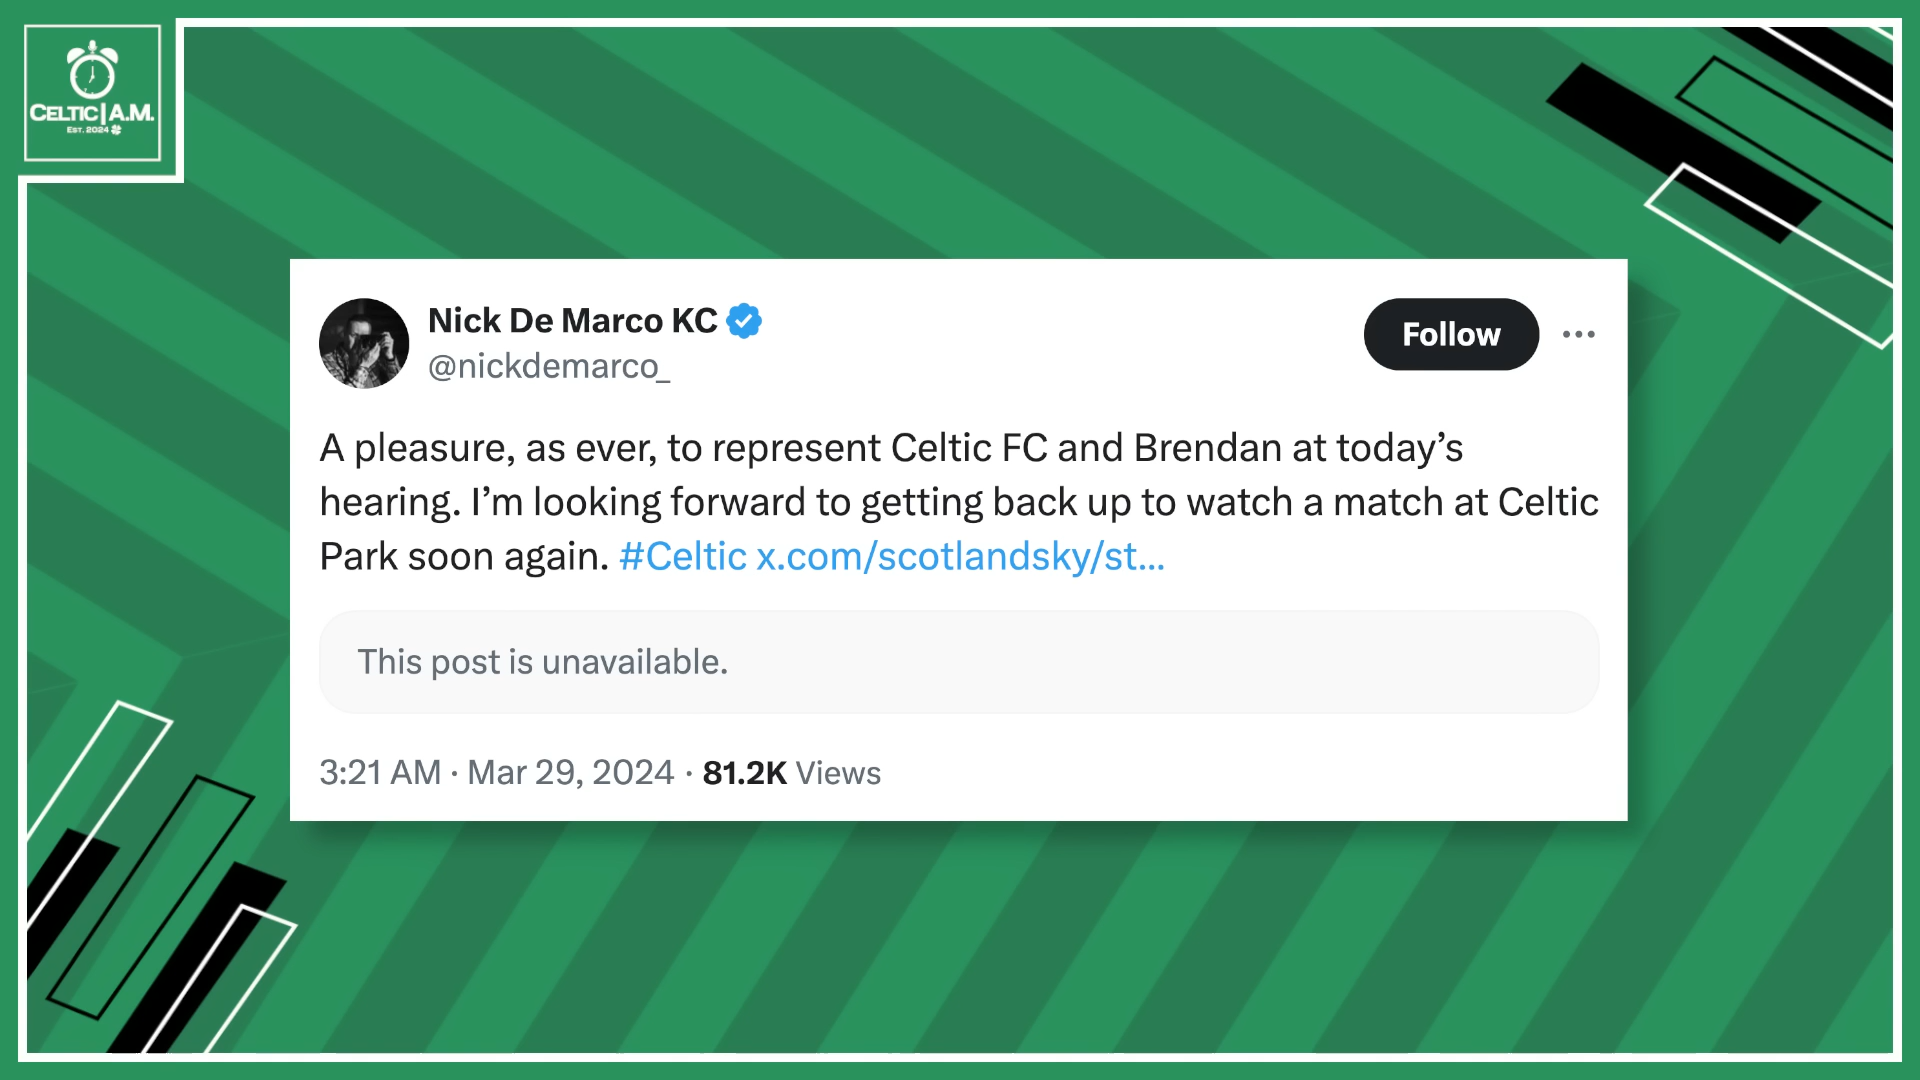 CELTIC|A.M.
EST. 2024
Nick De Marco KC
@nickdemarco_
Follow
A pleasure, as ever, to represent Celtic FC and Brendan at today’s
hearing. I’m looking forward to getting back up to watch a match at Celtic
Park soon again. #Celtic x.com/scotlandsky/st...
This post is unavailable.
3:21 AM · Mar 29, 2024 · 81.2K Views